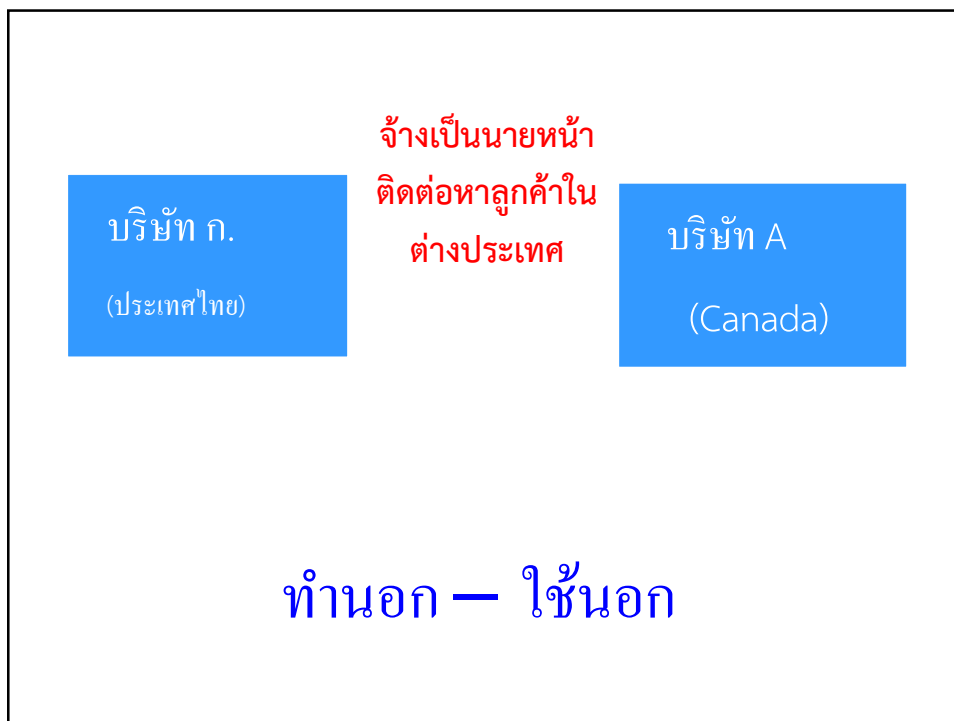 จ้างเป็นนายหน้า
ติดต่อหาลูกค้าใน
ต่างประเทศ
บริษัท ก.
(ประเทศไทย)
บริษัท A
(Canada)
ทำนอก – ใช้นอก